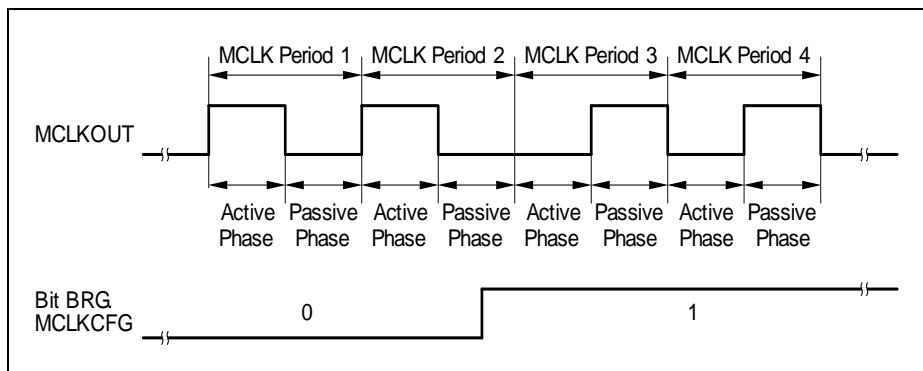 MCLK Period 1 MCLK Period 2 MCLK Period 3 MCLK Period 4
MCLKOUT
Active Passive Active Passive Active Passive Active Passive
Phase Phase Phase Phase Phase Phase Phase Phase
Bit BRG.
MCLKCFG
0 1